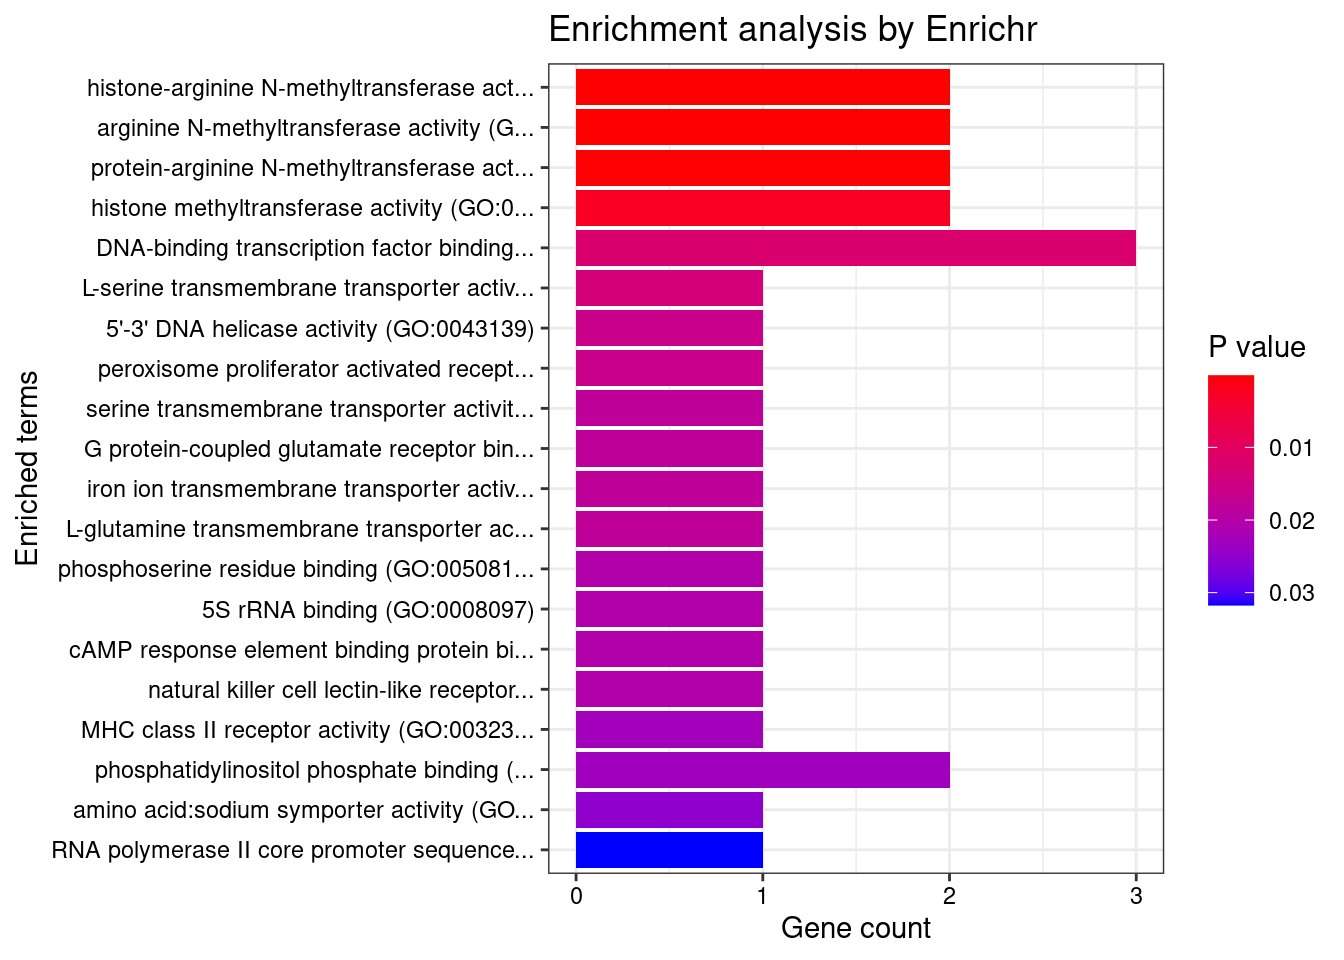 Enrichment analysis by Enrichr
histone-arginine N-methyltransferase act...
arginine N-methyltransferase activity (G...
protein-arginine N-methyltransferase act...
histone methyltransferase activity (GO:0...
DNA-binding transcription factor binding...
L-serine transmembrane transporter activ...
5'-3' DNA helicase activity (GO:0043139)
peroxisome proliferator activated recept...
serine transmembrane transporter activit...
G protein-coupled glutamate receptor bin...
iron ion transmembrane transporter activ...
L-glutamine transmembrane transporter ac...
phosphoserine residue binding (GO:005081...
5S rRNA binding (GO:0008097)
cAMP response element binding protein bi...
natural killer cell lectin-like receptor...
MHC class II receptor activity (GO:00323...
phosphatidylinositol phosphate binding (...
amino acid:sodium symporter activity (GO...
RNA polymerase II core promoter sequence...
Enriched terms
0 1 2 3
Gene count
P value
0.01
0.02
0.03